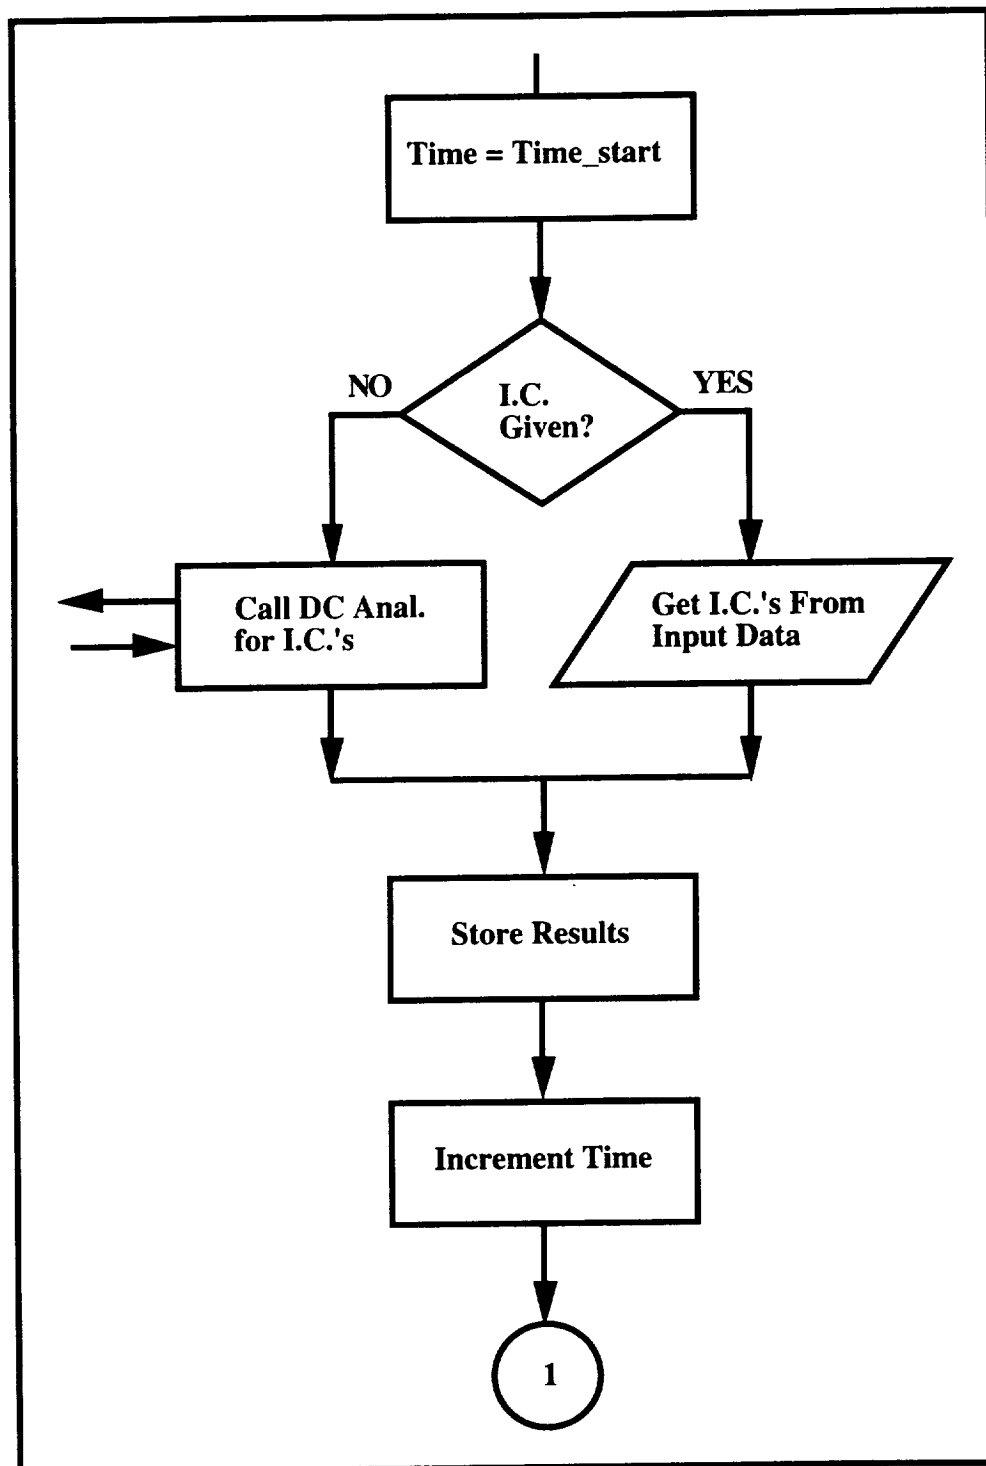 Time = Time_start
NO
YES
I.C.
Given?
Call DC Anal.
for I.C.'s
Get I.C.'s From
Input Data
Store Results
Increment Time
1